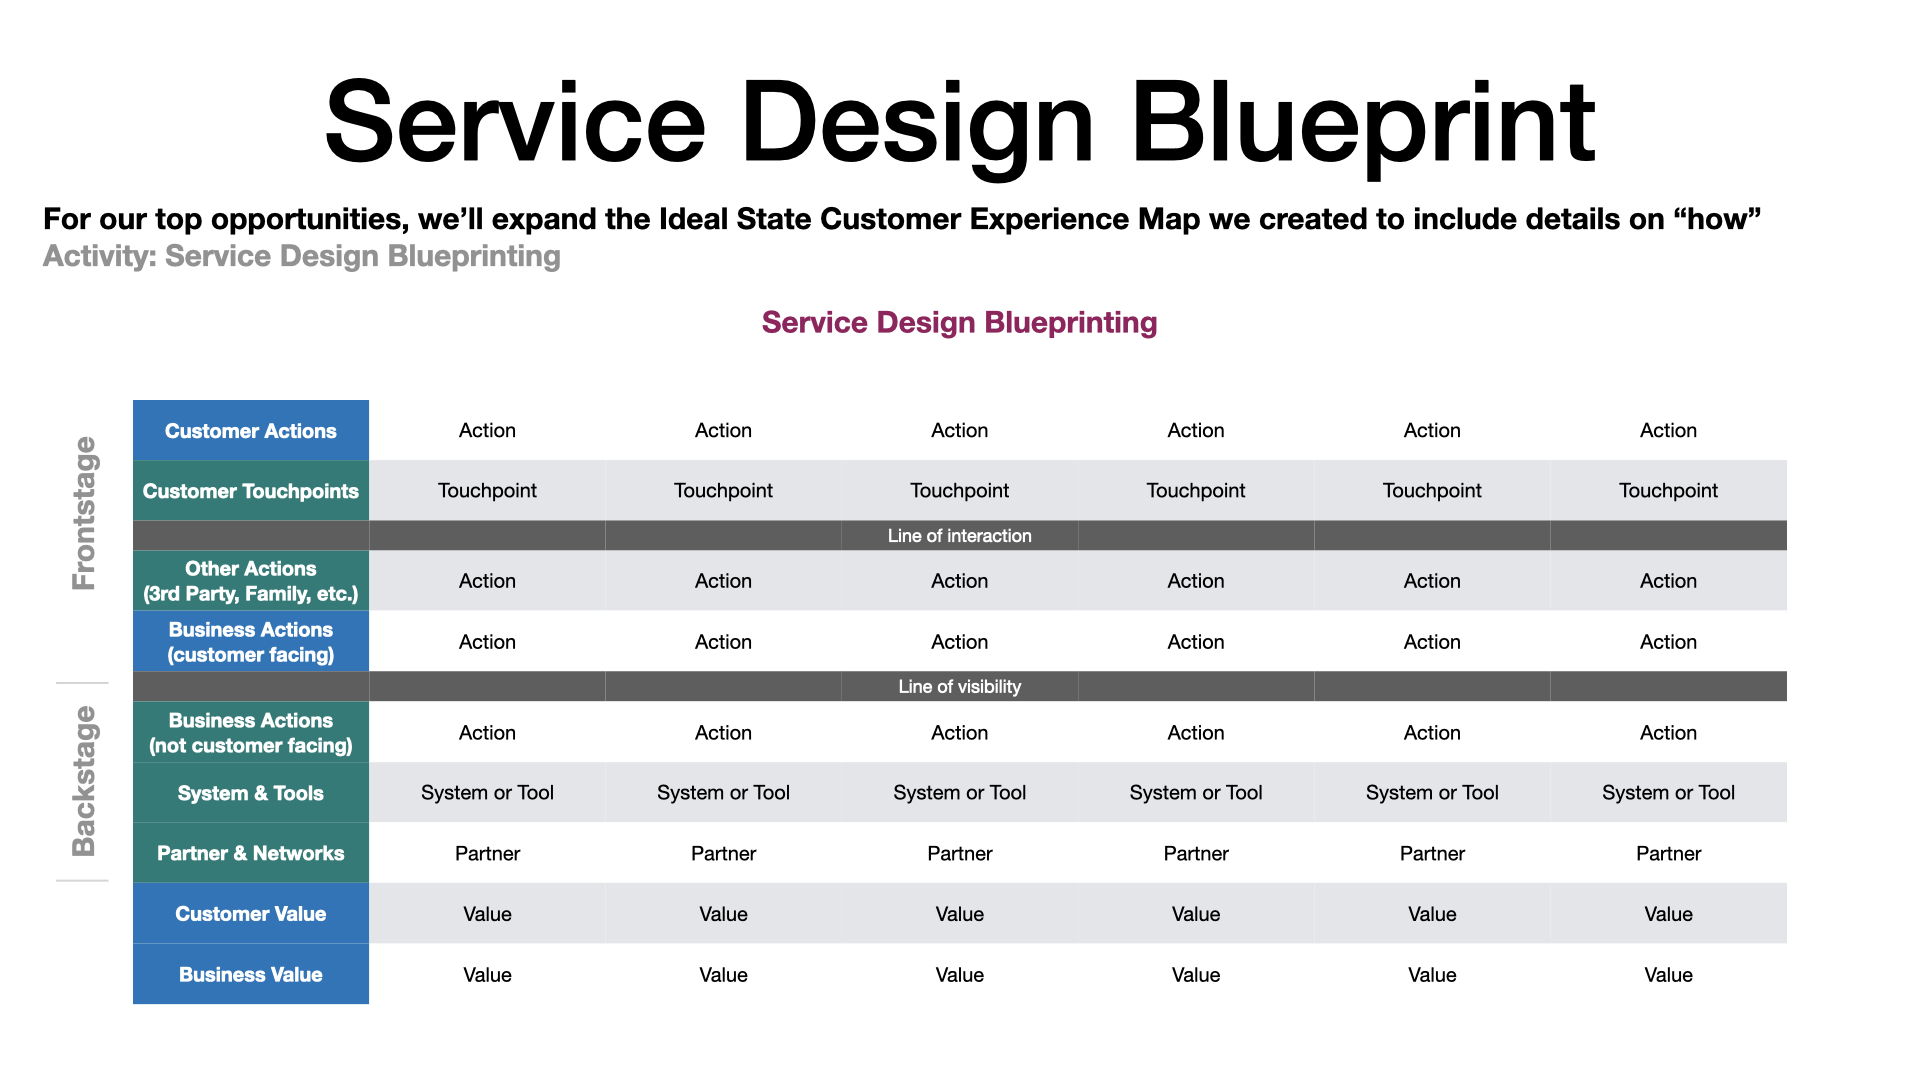 Service Design Blueprint
For our top opportunities, we’ll expand the Ideal State Customer Experience Map we created to include details on “how”
Activity: Service Design Blueprinting
Service Design Blueprinting
Frontstage
Customer Actions Action Action Action Action Action Action
Customer Touchpoints Touchpoint Touchpoint Touchpoint Touchpoint Touchpoint Touchpoint
Line of interaction
Other Actions
(3rd Party, Family, etc.) Action Action Action Action Action Action
Business Actions
(customer facing) Action Action Action Action Action Action
Line of visibility
Backstage
Business Actions
(not customer facing) Action Action Action Action Action Action
System & Tools System or Tool System or Tool System or Tool System or Tool System or Tool System or Tool
Partner & Networks Partner Partner Partner Partner Partner Partner
Customer Value Value Value Value Value Value Value
Business Value Value Value Value Value Value Value